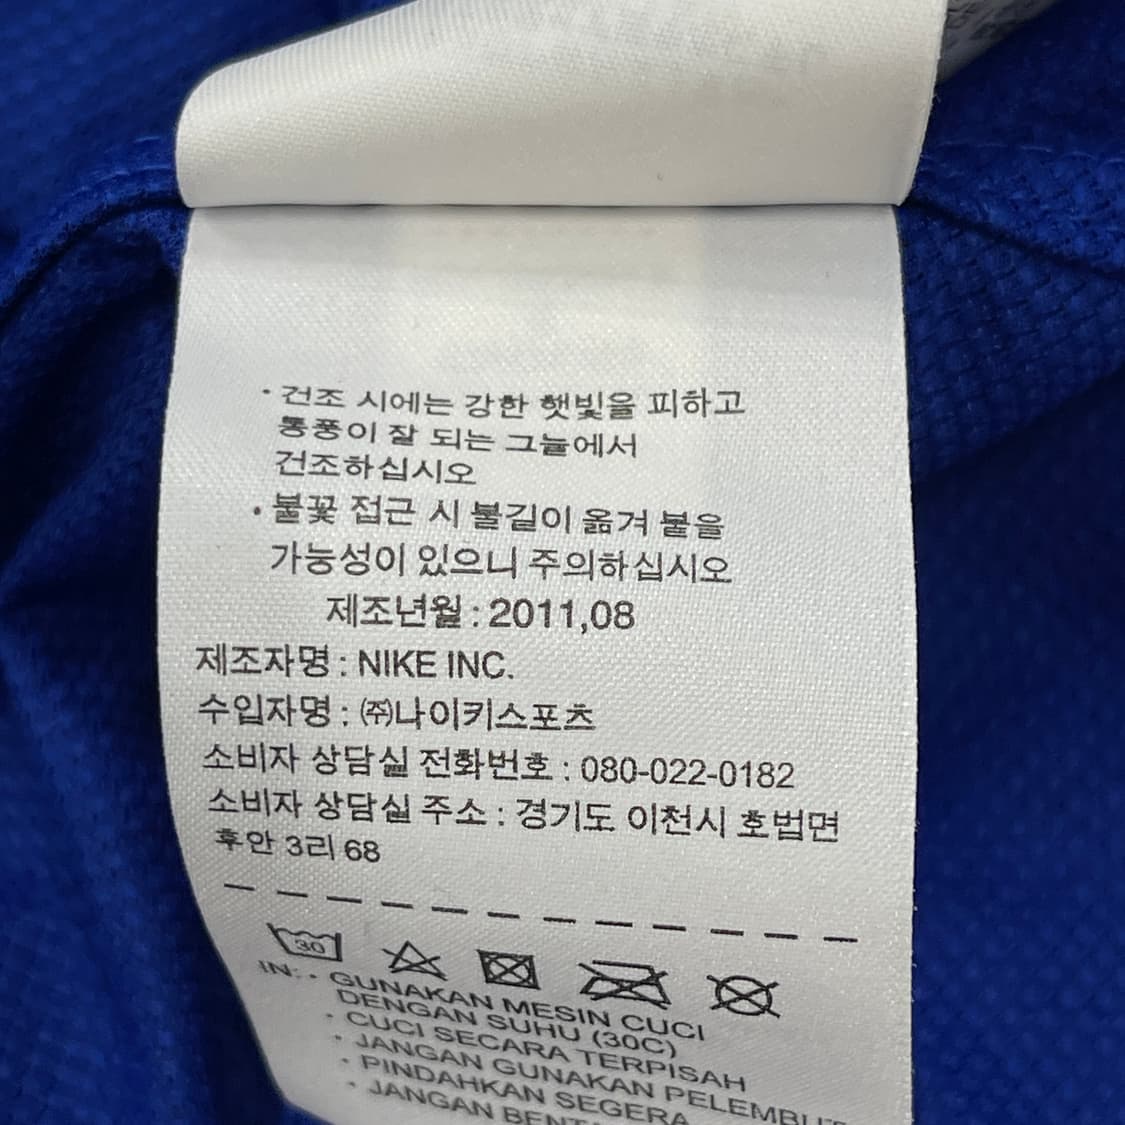 · 건조 시에는 강한 햇빛을 피하고
통풍이 잘 되는 그늘에서
건조하십시오
· 불꽃 접근 시 불길이 옮겨 붙을
가능성이 있으니 주의하십시오
제조년월 : 2011,08
제조자명 : NIKE INC.
수입자명 : ㈜나이키스포츠
소비자 상담실 전화번호 : 080-022-0182
소비자 상담실 주소 : 경기도 이천시 호법면
후안 3리 68
30
IN: · GUNAKAN MESIN CUCI
DENGAN SUHU (30C)
· CUCI SECARA TERPISAH
· JANGAN GUNAKAN PELEMBUT
· PINDAHKAN SEGERA
· JANGAN